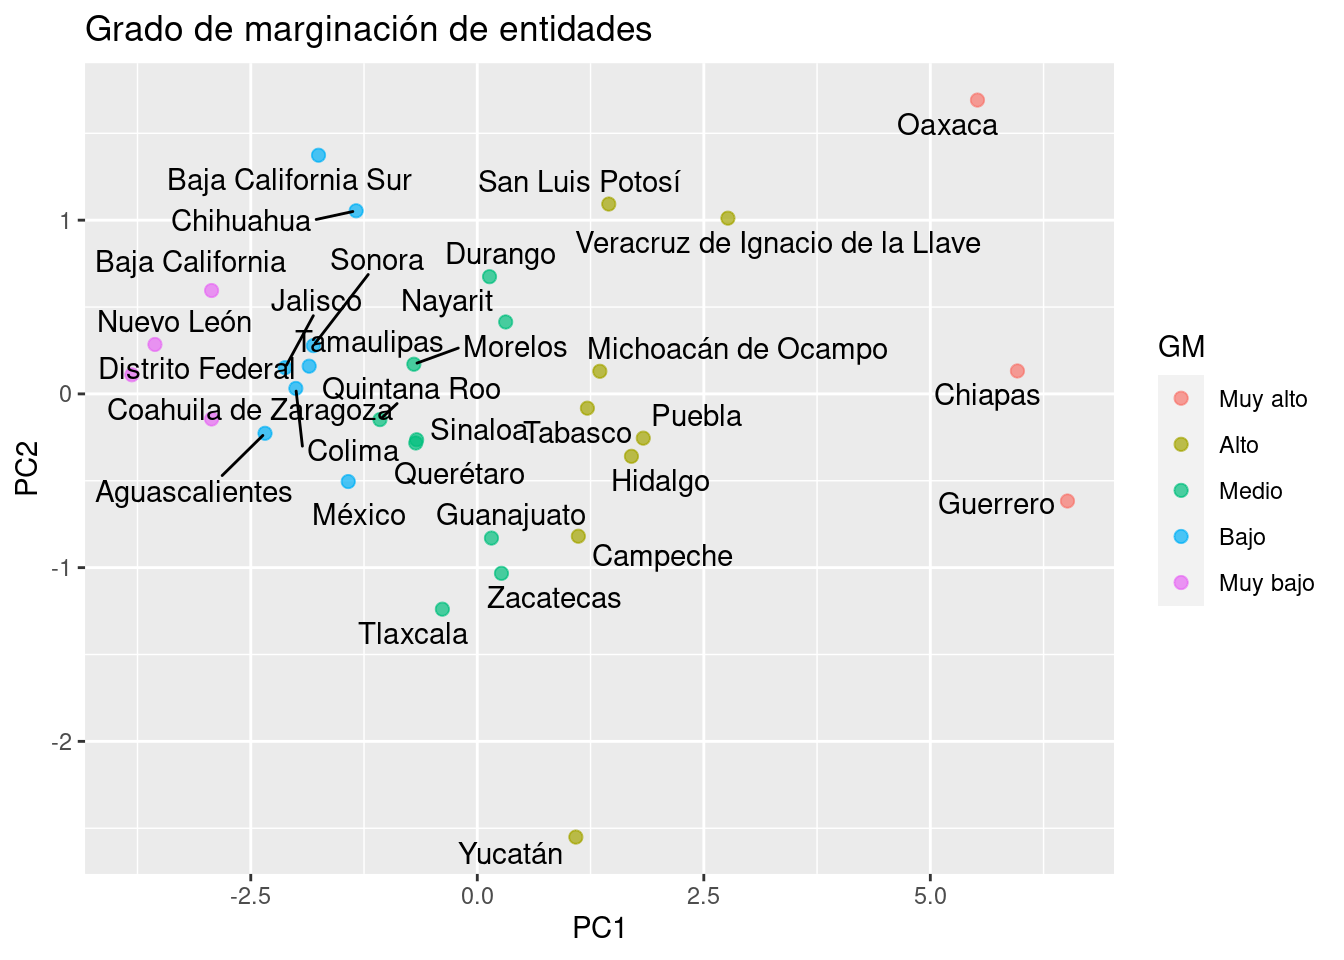 Grado de marginación de entidades
Oaxaca
Baja California Sur
San Luis Potosí
Chihuahua
Veracruz de Ignacio de la Llave
Durango
Sonora
Baja California
Jalisco
Nayarit
Nuevo León
Tamaulipas
Morelos
Michoacán de Ocampo
Distrito Federal
Quintana Roo
Chiapas
Coahuila de Zaragoza
Puebla
Sinaloa
Tabasco
Colima
Querétaro
Hidalgo
Aguascalientes
Guerrero
México
Guanajuato
Campeche
Zacatecas
Tlaxcala
Yucatán
1
0
-1
-2
PC2
-2.5
0.0
2.5
5.0
PC1
GM
Muy alto
Alto
Medio
Bajo
Muy bajo